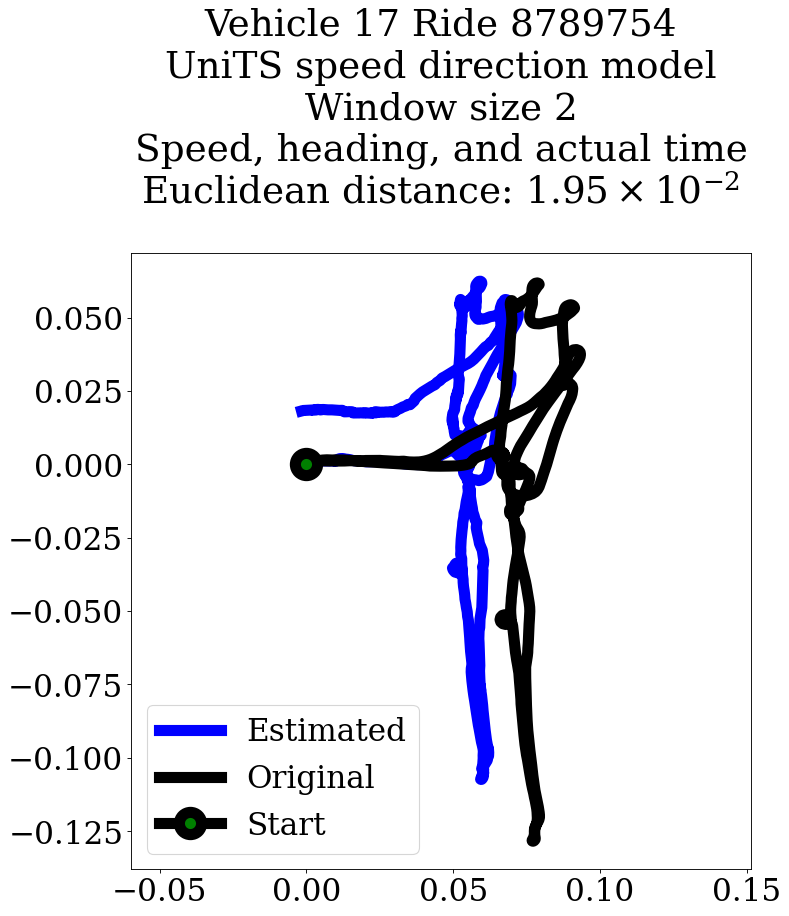 Vehicle 17 Ride 8789754
UniTS speed direction model
Window size 2
Speed, heading, and actual time
Euclidean distance: 1.95 × 10⁻²
0.050
0.025
0.000
−0.025
−0.050
−0.075
−0.100
−0.125
Estimated
Original
Start
−0.05
0.00
0.05
0.10
0.15